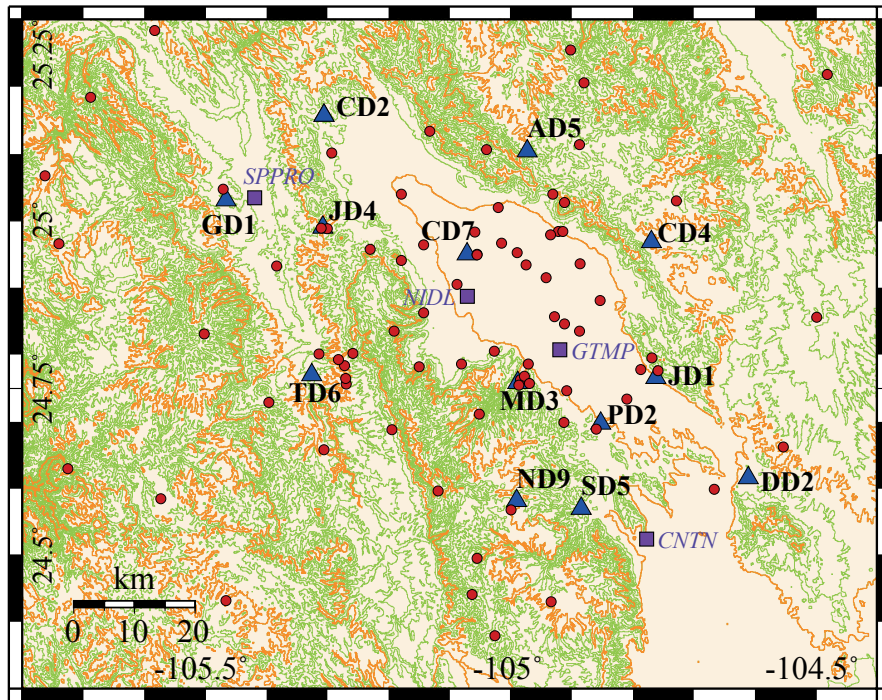 25.25
CD2
AD5
SPPRO
25
GD1
JD4
CD7
CD4
NIDL
GTMP
24.75
TD6
JD1
MD3
PD2
ND9
SD5
DD2
CNTN
24.5
km
0 10 20
-105.5° -105° -104.5°